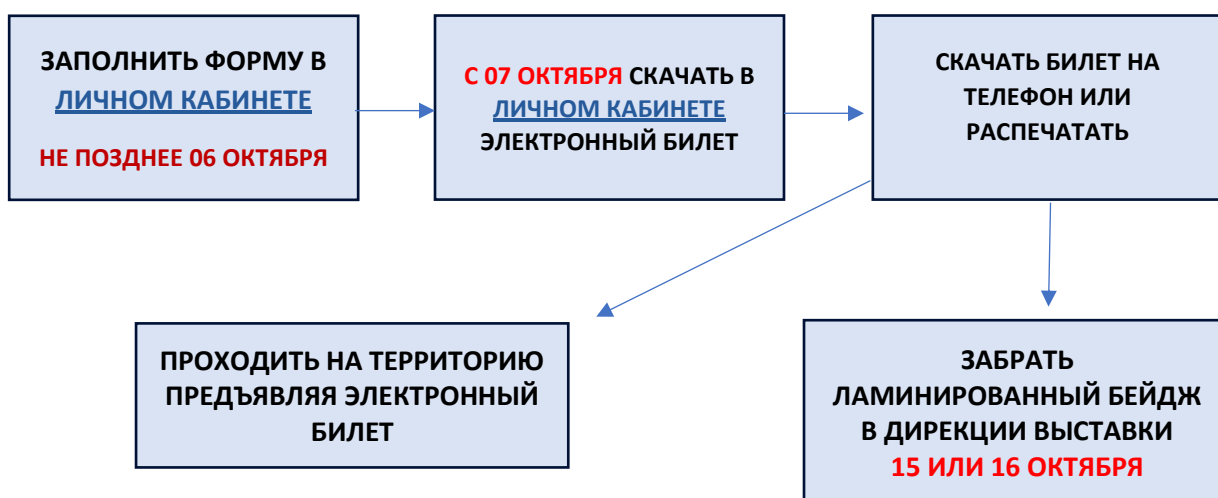 ЗАПОЛНИТЬ ФОРМУ В
ЛИЧНОМ КАБИНЕТЕ
НЕ ПОЗДНЕЕ 06 ОКТЯБРЯ
С 07 ОКТЯБРЯ СКАЧАТЬ В
ЛИЧНОМ КАБИНЕТЕ
ЭЛЕКТРОННЫЙ БИЛЕТ
СКАЧАТЬ БИЛЕТ НА
ТЕЛЕФОН ИЛИ
РАСПЕЧАТАТЬ
ПРОХОДИТЬ НА ТЕРРИТОРИЮ
ПРЕДЪЯВЛЯЯ ЭЛЕКТРОННЫЙ
БИЛЕТ
ЗАБРАТЬ
ЛАМИНИРОВАННЫЙ БЕЙДЖ
В ДИРЕКЦИИ ВЫСТАВКИ
15 ИЛИ 16 ОКТЯБРЯ